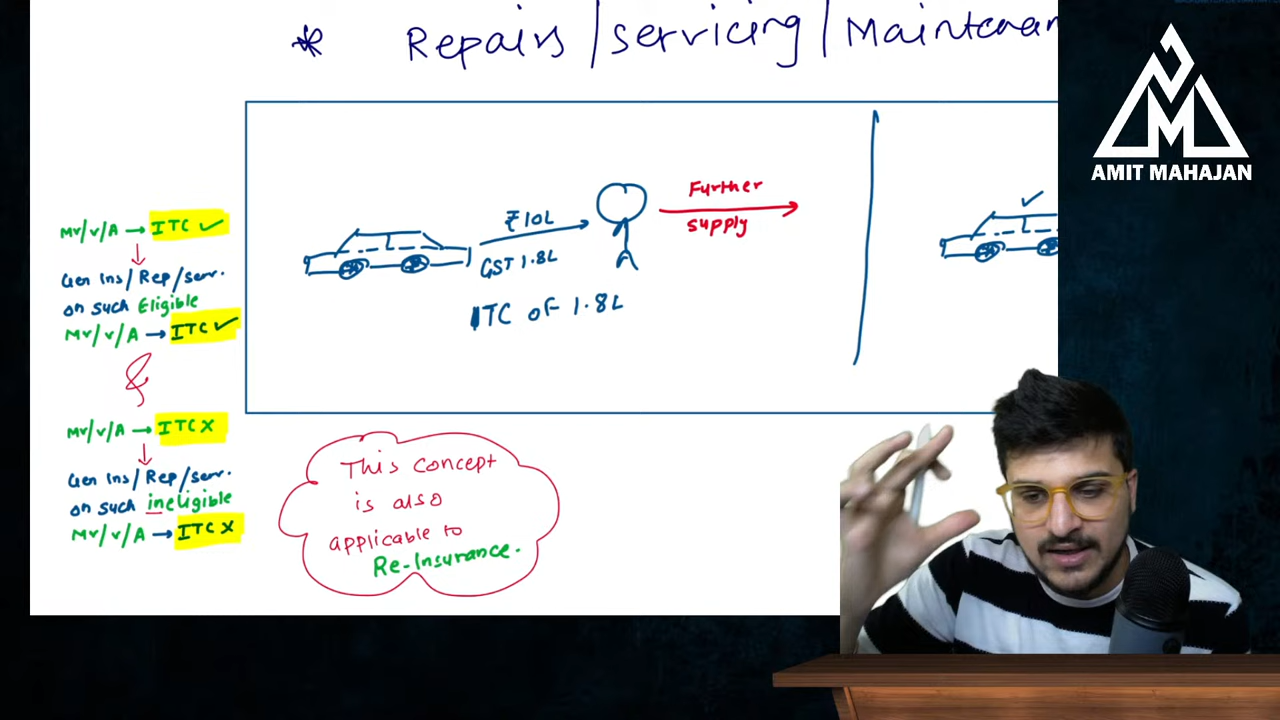 * Repairs/servicing/Maintenan
AMIT MAHAJAN
Further
supply
₹10L
GST 1.8L
ITC of 1.8L
Mv/v/A → ITC ✓
Gen Ins/Rep/serv.
on such Eligible
Mv/v/A → ITC ✓
&
Mv/v/A → ITC X
Gen Ins/Rep/serv.
on such ineligible
Mv/v/A → ITC X
This concept
is also
applicable to
Re-Insurance.